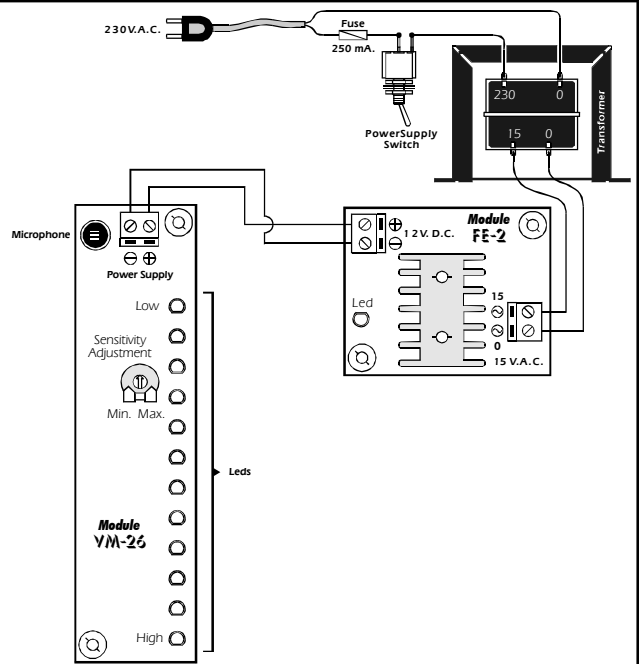 230V.A.C.
Fuse
250 mA.
PowerSupply
Switch
230 0
15 0
Transformer
Microphone
⊖ ⊕
Power Supply
Low
Sensitivity
Adjustment
Min. Max.
Leds
Module
VM-26
High
⊕
12V. D.C.
⊖
Module
FE-2
Led
15
0
15 V.A.C.